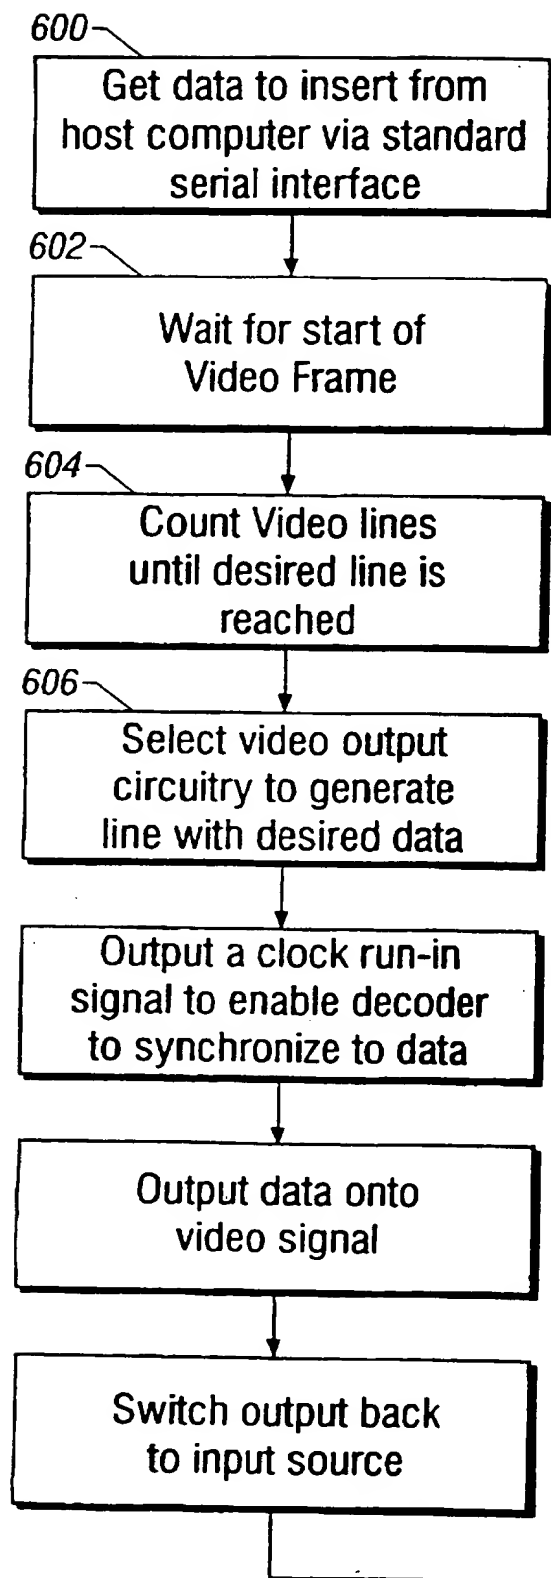 600
Get data to insert from
host computer via standard
serial interface
602
Wait for start of
Video Frame
604
Count Video lines
until desired line is
reached
606
Select video output
circuitry to generate
line with desired data
Output a clock run-in
signal to enable decoder
to synchronize to data
Output data onto
video signal
Switch output back
to input source